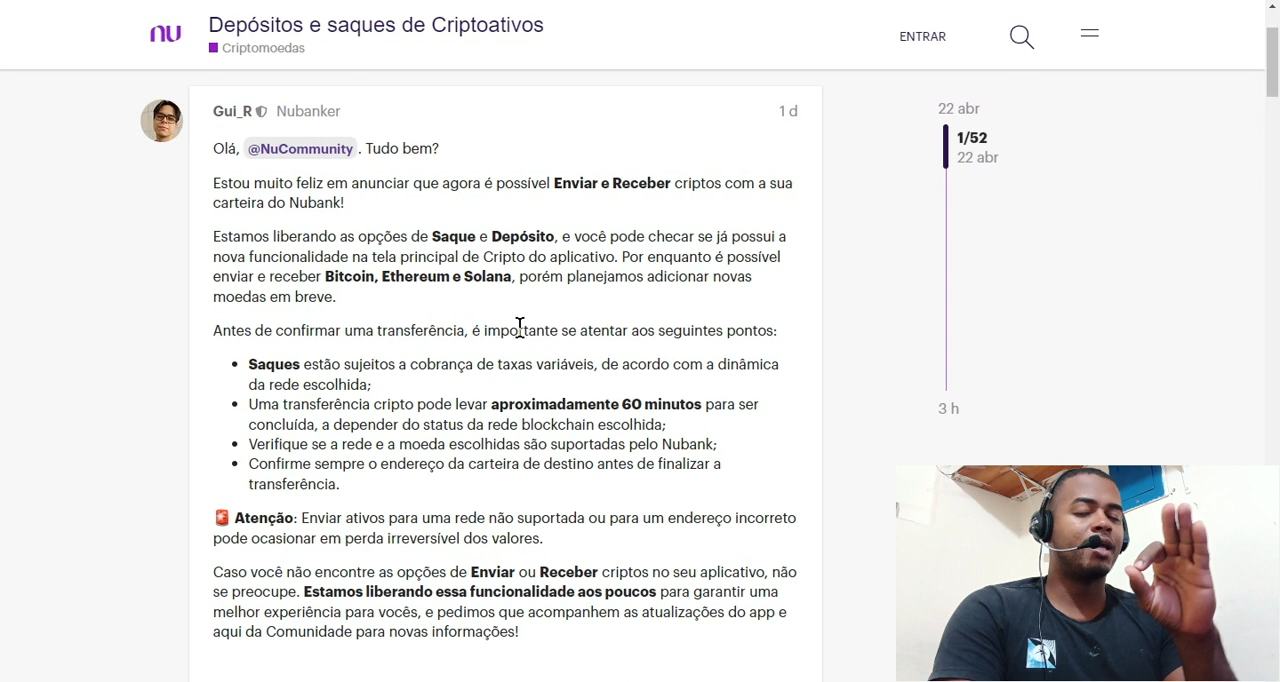 nu
Depósitos e saques de Criptoativos
Criptomoedas
ENTRAR
Gui_R Nubanker
1 d
Olá, @NuCommunity . Tudo bem?
Estou muito feliz em anunciar que agora é possível Enviar e Receber criptos com a sua
carteira do Nubank!
Estamos liberando as opções de Saque e Depósito, e você pode checar se já possui a
nova funcionalidade na tela principal de Cripto do aplicativo. Por enquanto é possível
enviar e receber Bitcoin, Ethereum e Solana, porém planejamos adicionar novas
moedas em breve.
Antes de confirmar uma transferência, é importante se atentar aos seguintes pontos:
• Saques estão sujeitos a cobrança de taxas variáveis, de acordo com a dinâmica
da rede escolhida;
• Uma transferência cripto pode levar aproximadamente 60 minutos para ser
concluída, a depender do status da rede blockchain escolhida;
• Verifique se a rede e a moeda escolhidas são suportadas pelo Nubank;
• Confirme sempre o endereço da carteira de destino antes de finalizar a
transferência.
🚨 Atenção: Enviar ativos para uma rede não suportada ou para um endereço incorreto
pode ocasionar em perda irreversível dos valores.
Caso você não encontre as opções de Enviar ou Receber criptos no seu aplicativo, não
se preocupe. Estamos liberando essa funcionalidade aos poucos para garantir uma
melhor experiência para vocês, e pedimos que acompanhem as atualizações do app e
aqui da Comunidade para novas informações!
22 abr
1/52
22 abr
3 h